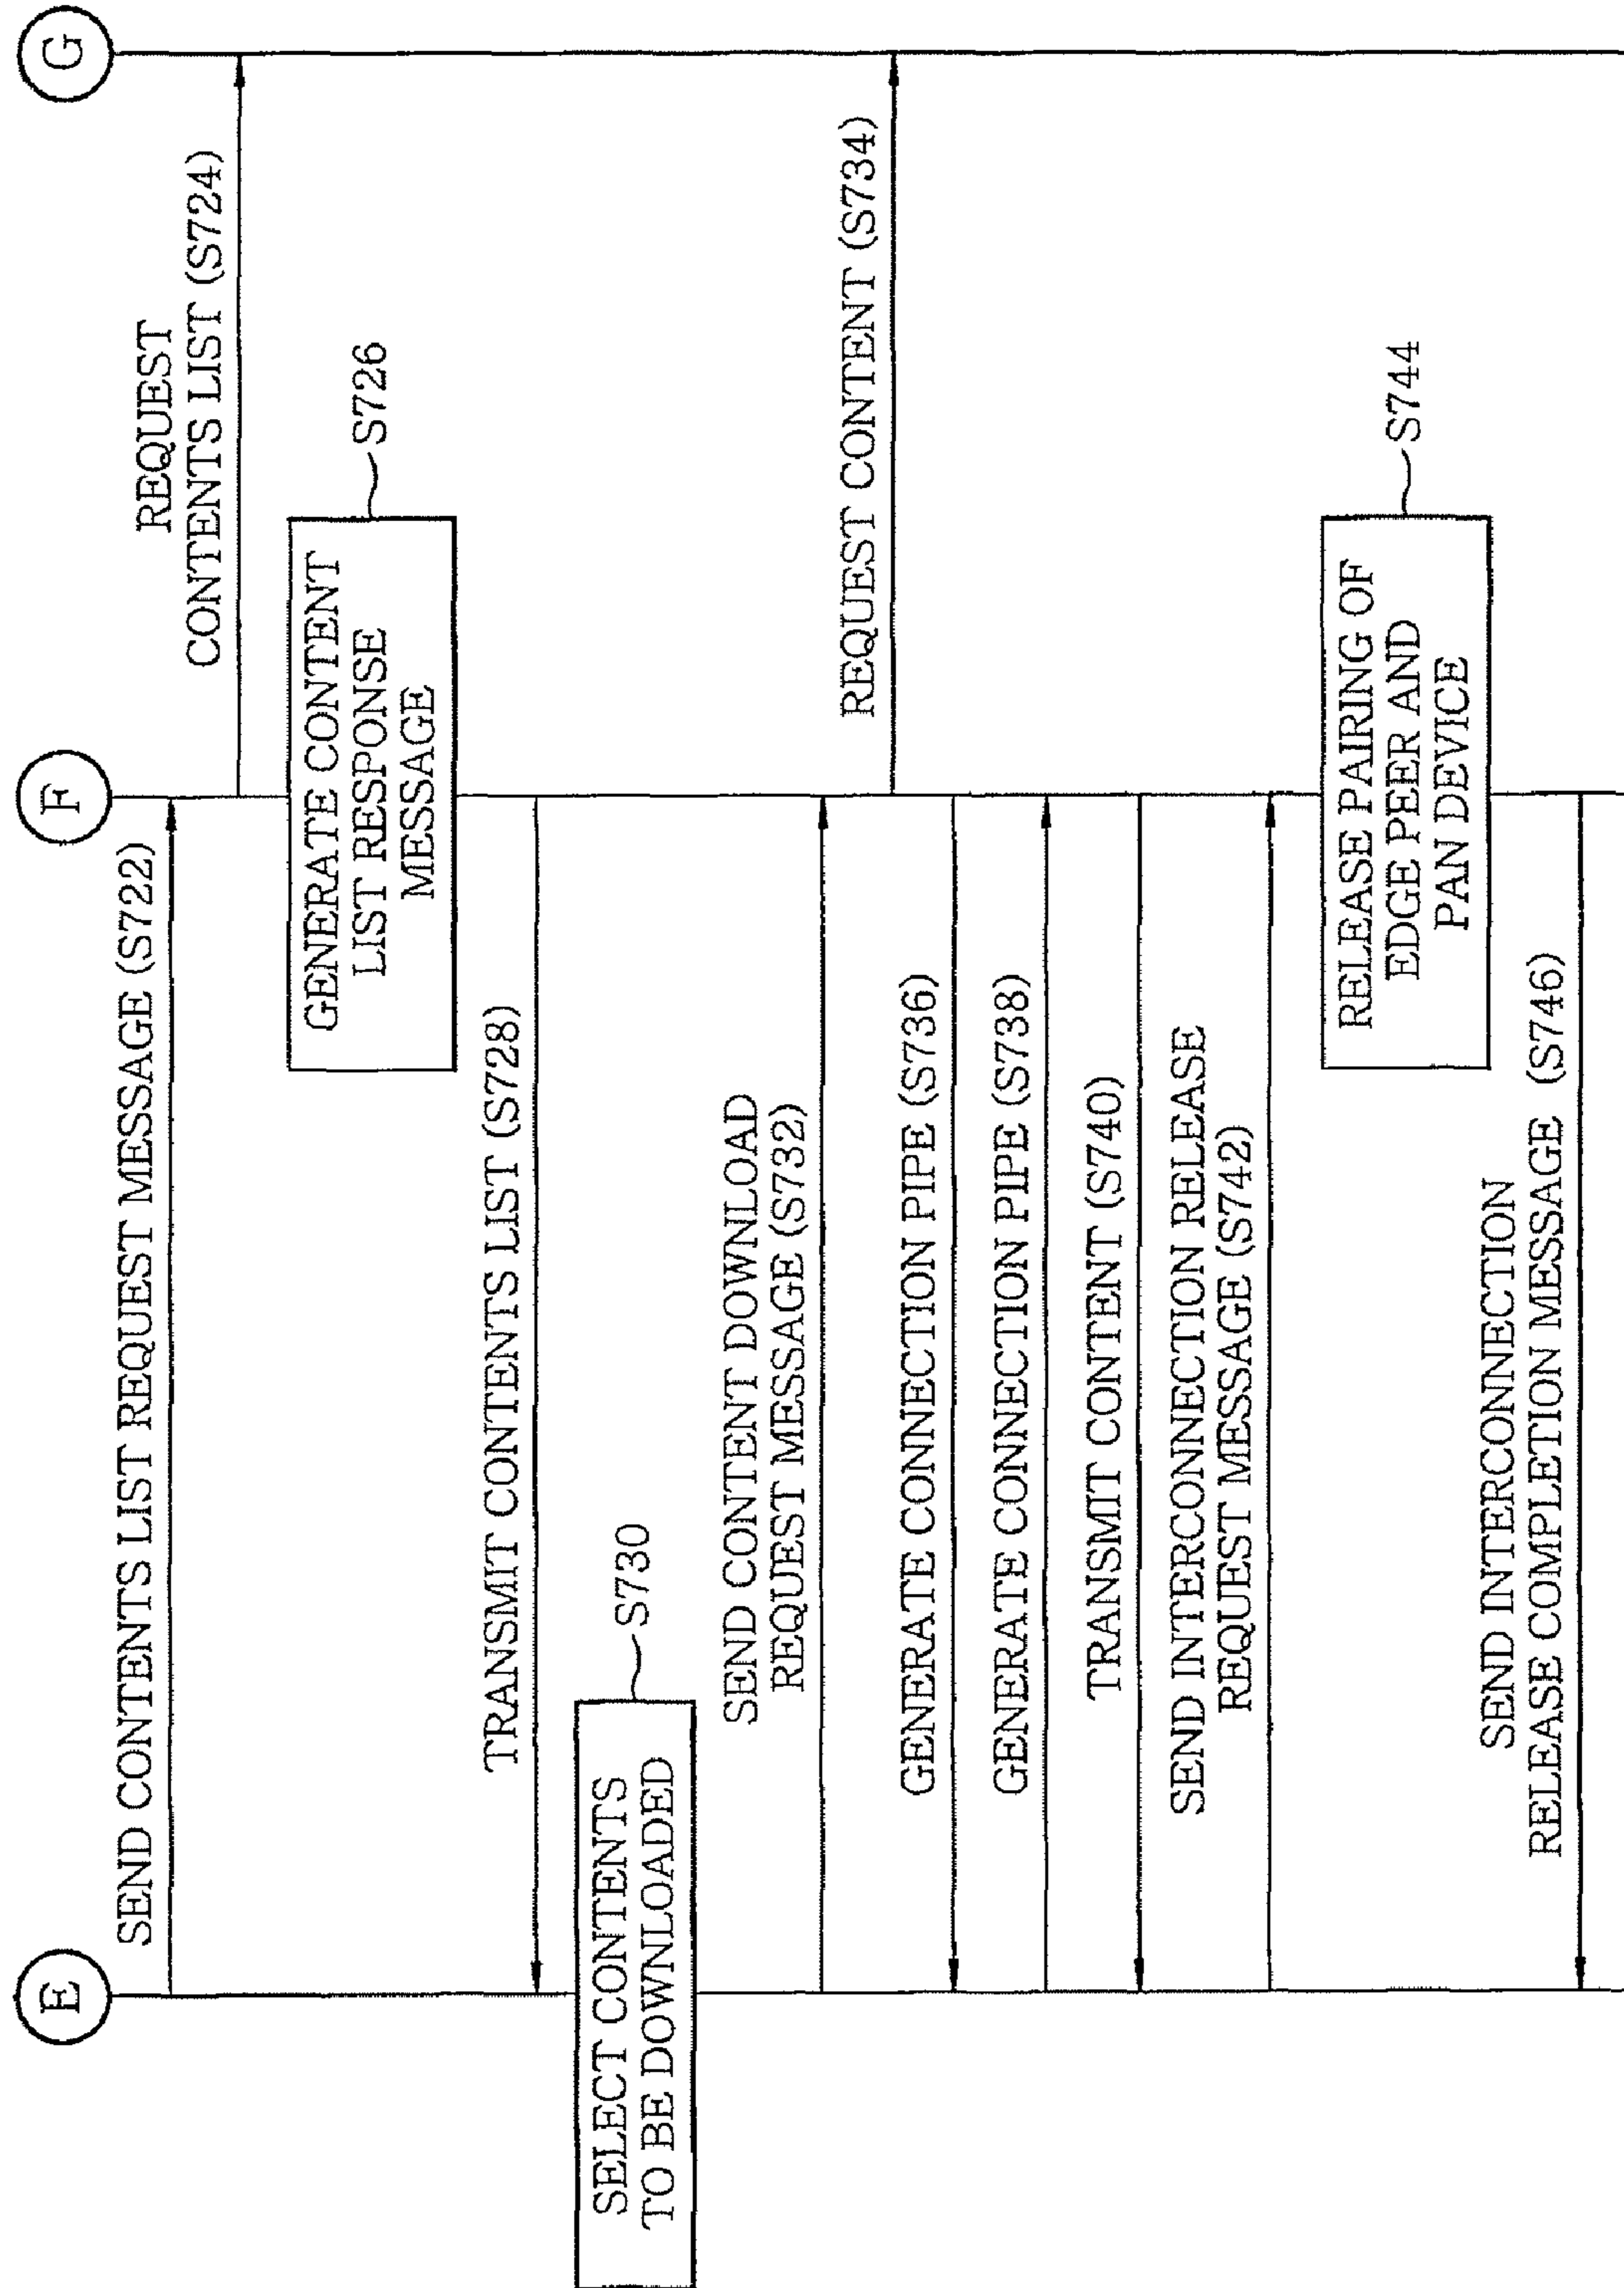 E
F
G
SEND CONTENTS LIST REQUEST MESSAGE (S722)
REQUEST
CONTENTS LIST (S724)
GENERATE CONTENT
LIST RESPONSE
MESSAGE
S726
TRANSMIT CONTENTS LIST (S728)
SELECT CONTENTS
TO BE DOWNLOADED
S730
SEND CONTENT DOWNLOAD
REQUEST MESSAGE (S732)
REQUEST CONTENT (S734)
GENERATE CONNECTION PIPE (S736)
GENERATE CONNECTION PIPE (S738)
TRANSMIT CONTENT (S740)
SEND INTERCONNECTION RELEASE
REQUEST MESSAGE (S742)
RELEASE PAIRING OF
EDGE PEER AND
PAN DEVICE
S744
SEND INTERCONNECTION
RELEASE COMPLETION MESSAGE (S746)